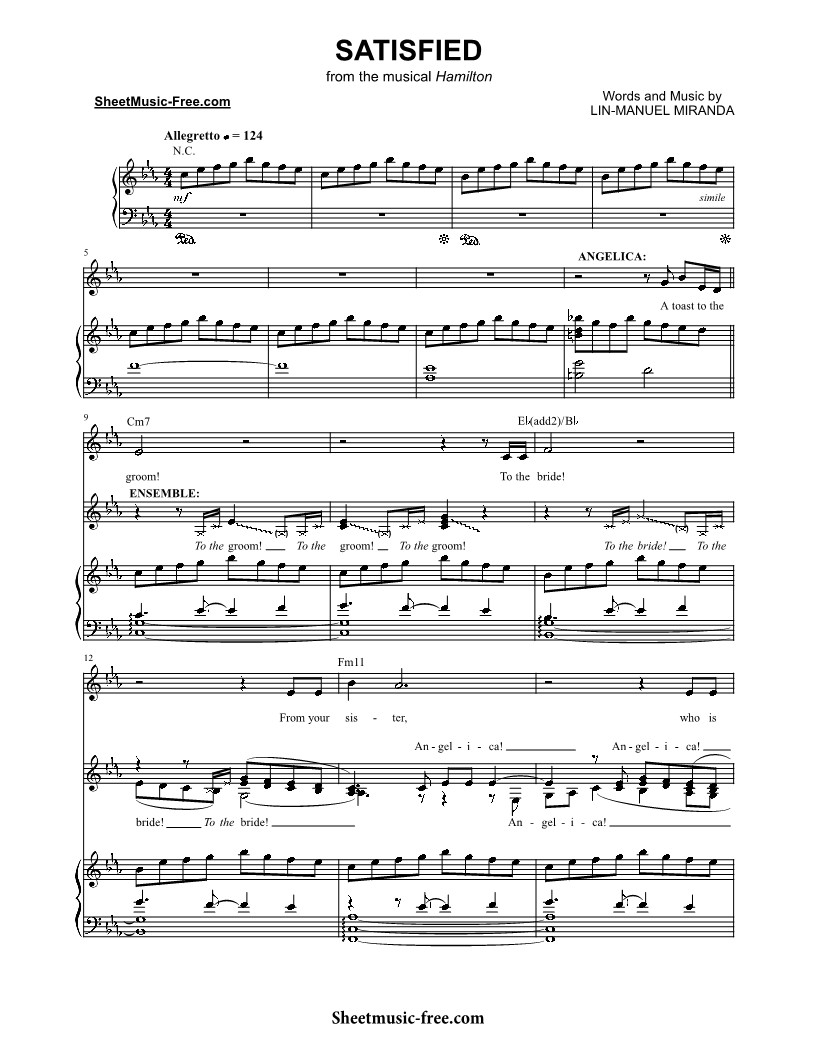 SATISFIED
from the musical Hamilton
SheetMusic-Free.com
Words and Music by
LIN-MANUEL MIRANDA
Allegretto = 124
N.C.
mf
simile
Ped. Ped.
5
ANGELICA:
A toast to the
9
Cm7 E♭(add2)/B♭
groom! To the bride!
ENSEMBLE:
To the groom! To the groom! To the groom! To the bride! To the
12
Fm11
From your sis - ter, who is
An - gel - i - ca! An - gel - i - ca!
bride! To the bride! An - gel - i - ca!
Sheetmusic-free.com